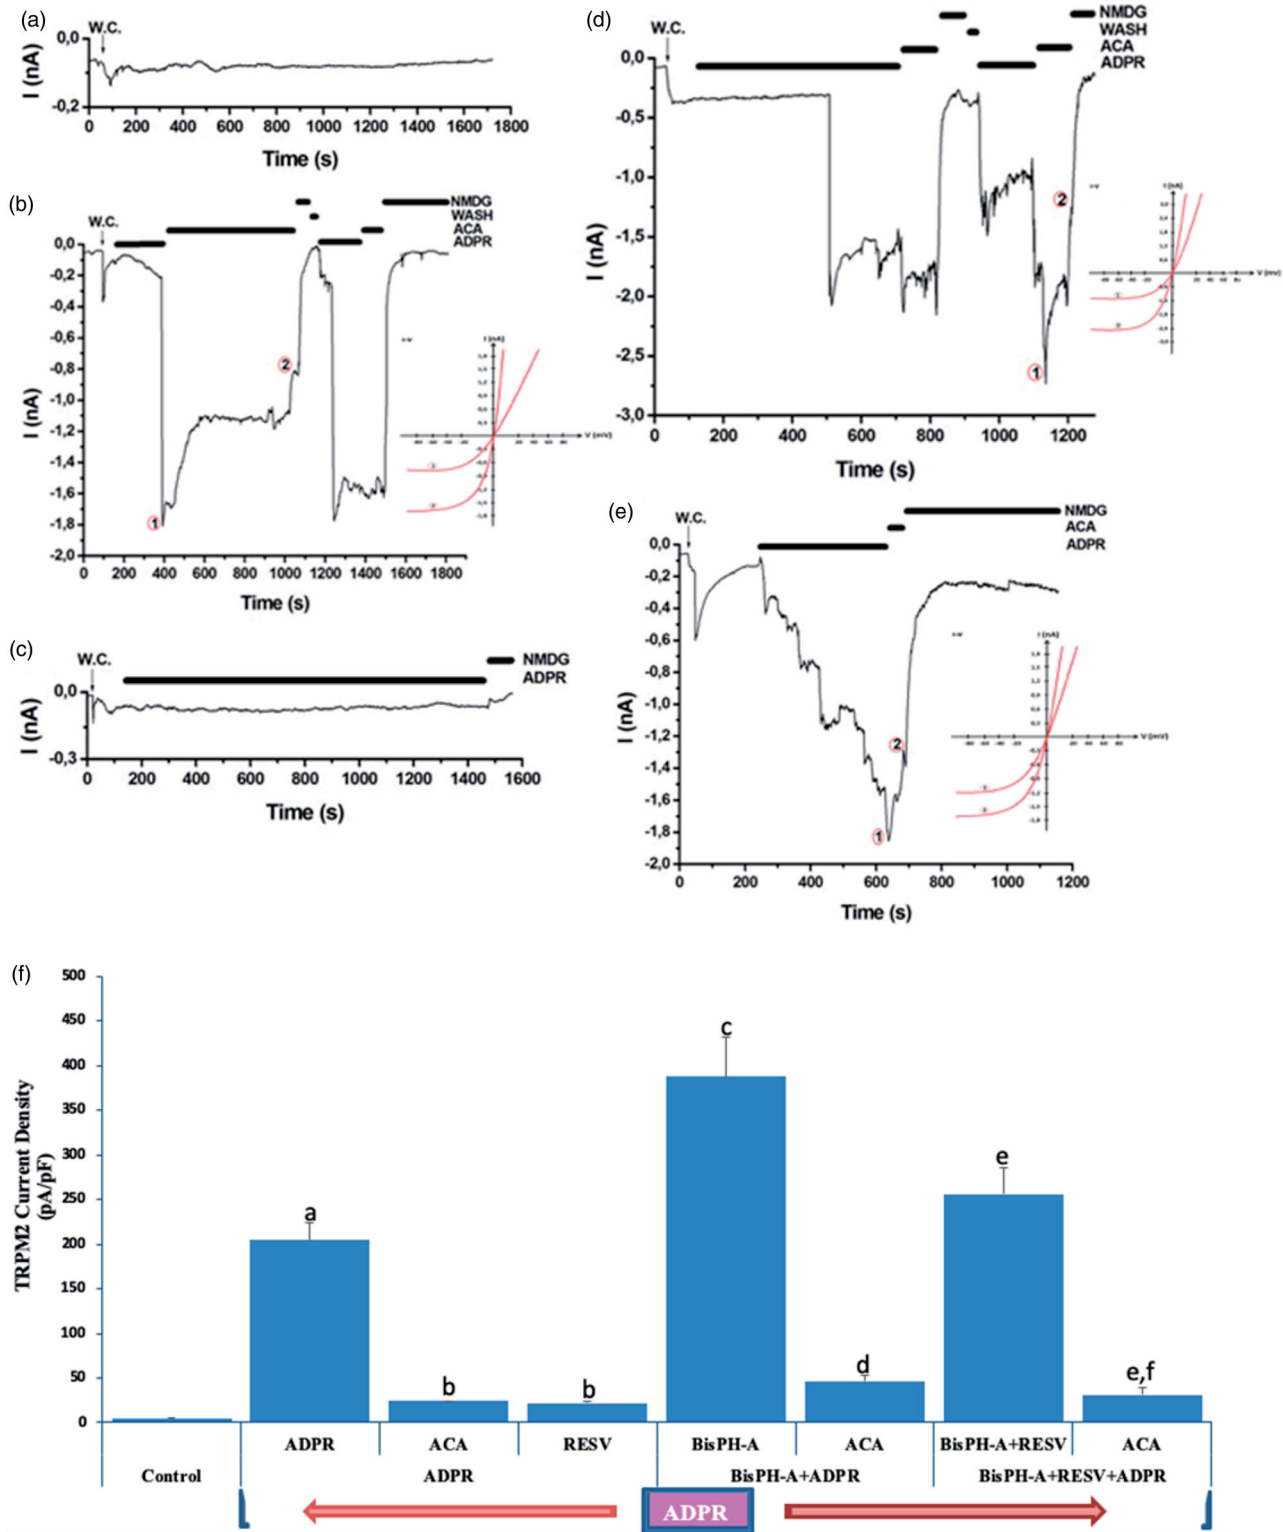 (a)
W.C.
0,0
-0,2
I (nA)
0 200 400 600 800 1000 1200 1400 1600 1800
Time (s)
(b)
NMDG
WASH
ACA
ADPR
W.C.
0,0
-0,2
-0,4
-0,6
-0,8
-1,0
-1,2
-1,4
-1,6
-1,8
-2,0
I (nA)
1
2
I (nA)
V (mV)
0 200 400 600 800 1000 1200 1400 1600 1800
Time (s)
(c)
W.C.
NMDG
ADPR
0,0
-0,3
I (nA)
0 200 400 600 800 1000 1200 1400 1600
Time (s)
(d)
NMDG
WASH
ACA
ADPR
W.C.
0,0
-0,5
-1,0
-1,5
-2,0
-2,5
-3,0
I (nA)
1
2
I (nA)
V (mV)
0 200 400 600 800 1000 1200
Time (s)
(e)
NMDG
ACA
ADPR
W.C.
0,0
-0,2
-0,4
-0,6
-0,8
-1,0
-1,2
-1,4
-1,6
-1,8
-2,0
I (nA)
1
2
I (nA)
V (mV)
0 200 400 600 800 1000 1200
Time (s)
(f)
TRPM2 Current Density
(pA/pF)
500
450
400
350
300
250
200
150
100
50
0
a
b
b
c
d
e
e,f
ADPR ACA RESV BisPH-A ACA BisPH-A+RESV ACA
Control ADPR BisPH-A+ADPR BisPH-A+RESV+ADPR
ADPR